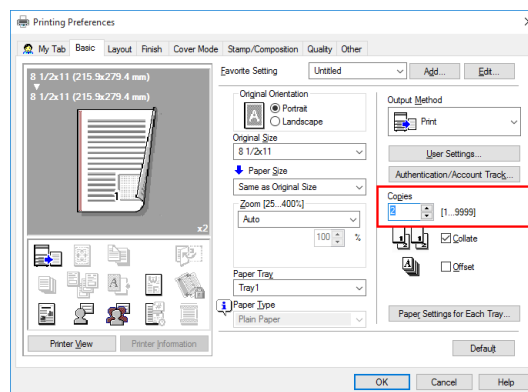 Printing Preferences
My Tab Basic Layout Finish Cover Mode Stamp/Composition Quality Other
8 1/2x11 (215.9x279.4 mm)
8 1/2x11 (215.9x279.4 mm)
1
x2
Printer View Printer Information
Favorite Setting Untitled Add... Edit...
Original Orientation
A Portrait
Landscape
Original Size
8 1/2x11
Paper Size
Same as Original Size
Zoom [25...400%]
Auto
100 %
Paper Tray
Tray1
Paper Type
Plain Paper
Output Method
Print
User Settings...
Authentication/Account Track...
Copies
2 [1...9999]
Collate
Offset
Paper Settings for Each Tray...
Default
OK Cancel Help